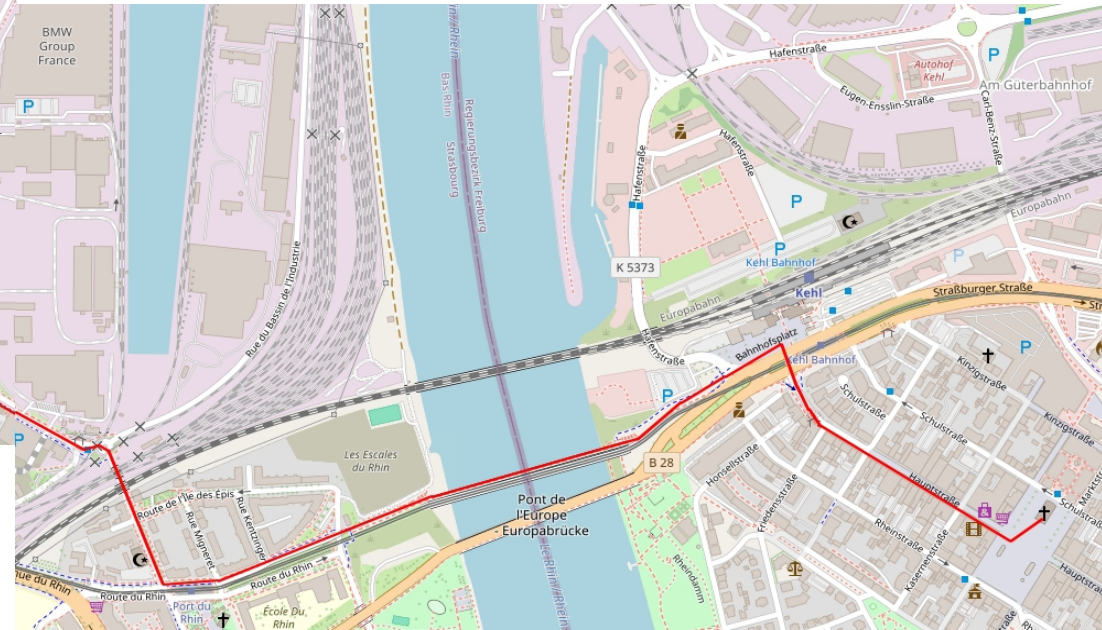 BMW
Group
France
P
Rhein
Bas-Rhin
Regierungsbezirk Freiburg
Strasbourg
Hafenstraße
P
Autohof
Kehl
Am Güterbahnhof
Eugen-Ensslin-Straße
Carl-Benz-Straße
Hafenstraße
Hafenstraße
P
P
Kehl Bahnhof
Europabahn
P
K 5373
Kehl
Europabahn
Straßburger Straße
Rue du Bassin de l'Industrie
Hafenstraße
Bahnhofsplatz
Kehl Bahnhof
P
Kinzigstraße
P
Schulstraße
Schulstraße
Kinzigstraße
P
Les Escales
du Rhin
B 28
Honsellstraße
Hauptstraße
Route de l'Île des Épis
Rue Migneret
Rue Kentzinger
Pont de
l'Europe
Europabrücke
Friedensstraße
Rheinstraße
Kasernenstraße
Schulstraße
Route du Rhin
Route du Rhin
Port du
Rhin
École Du
Rhin
Rheindamm